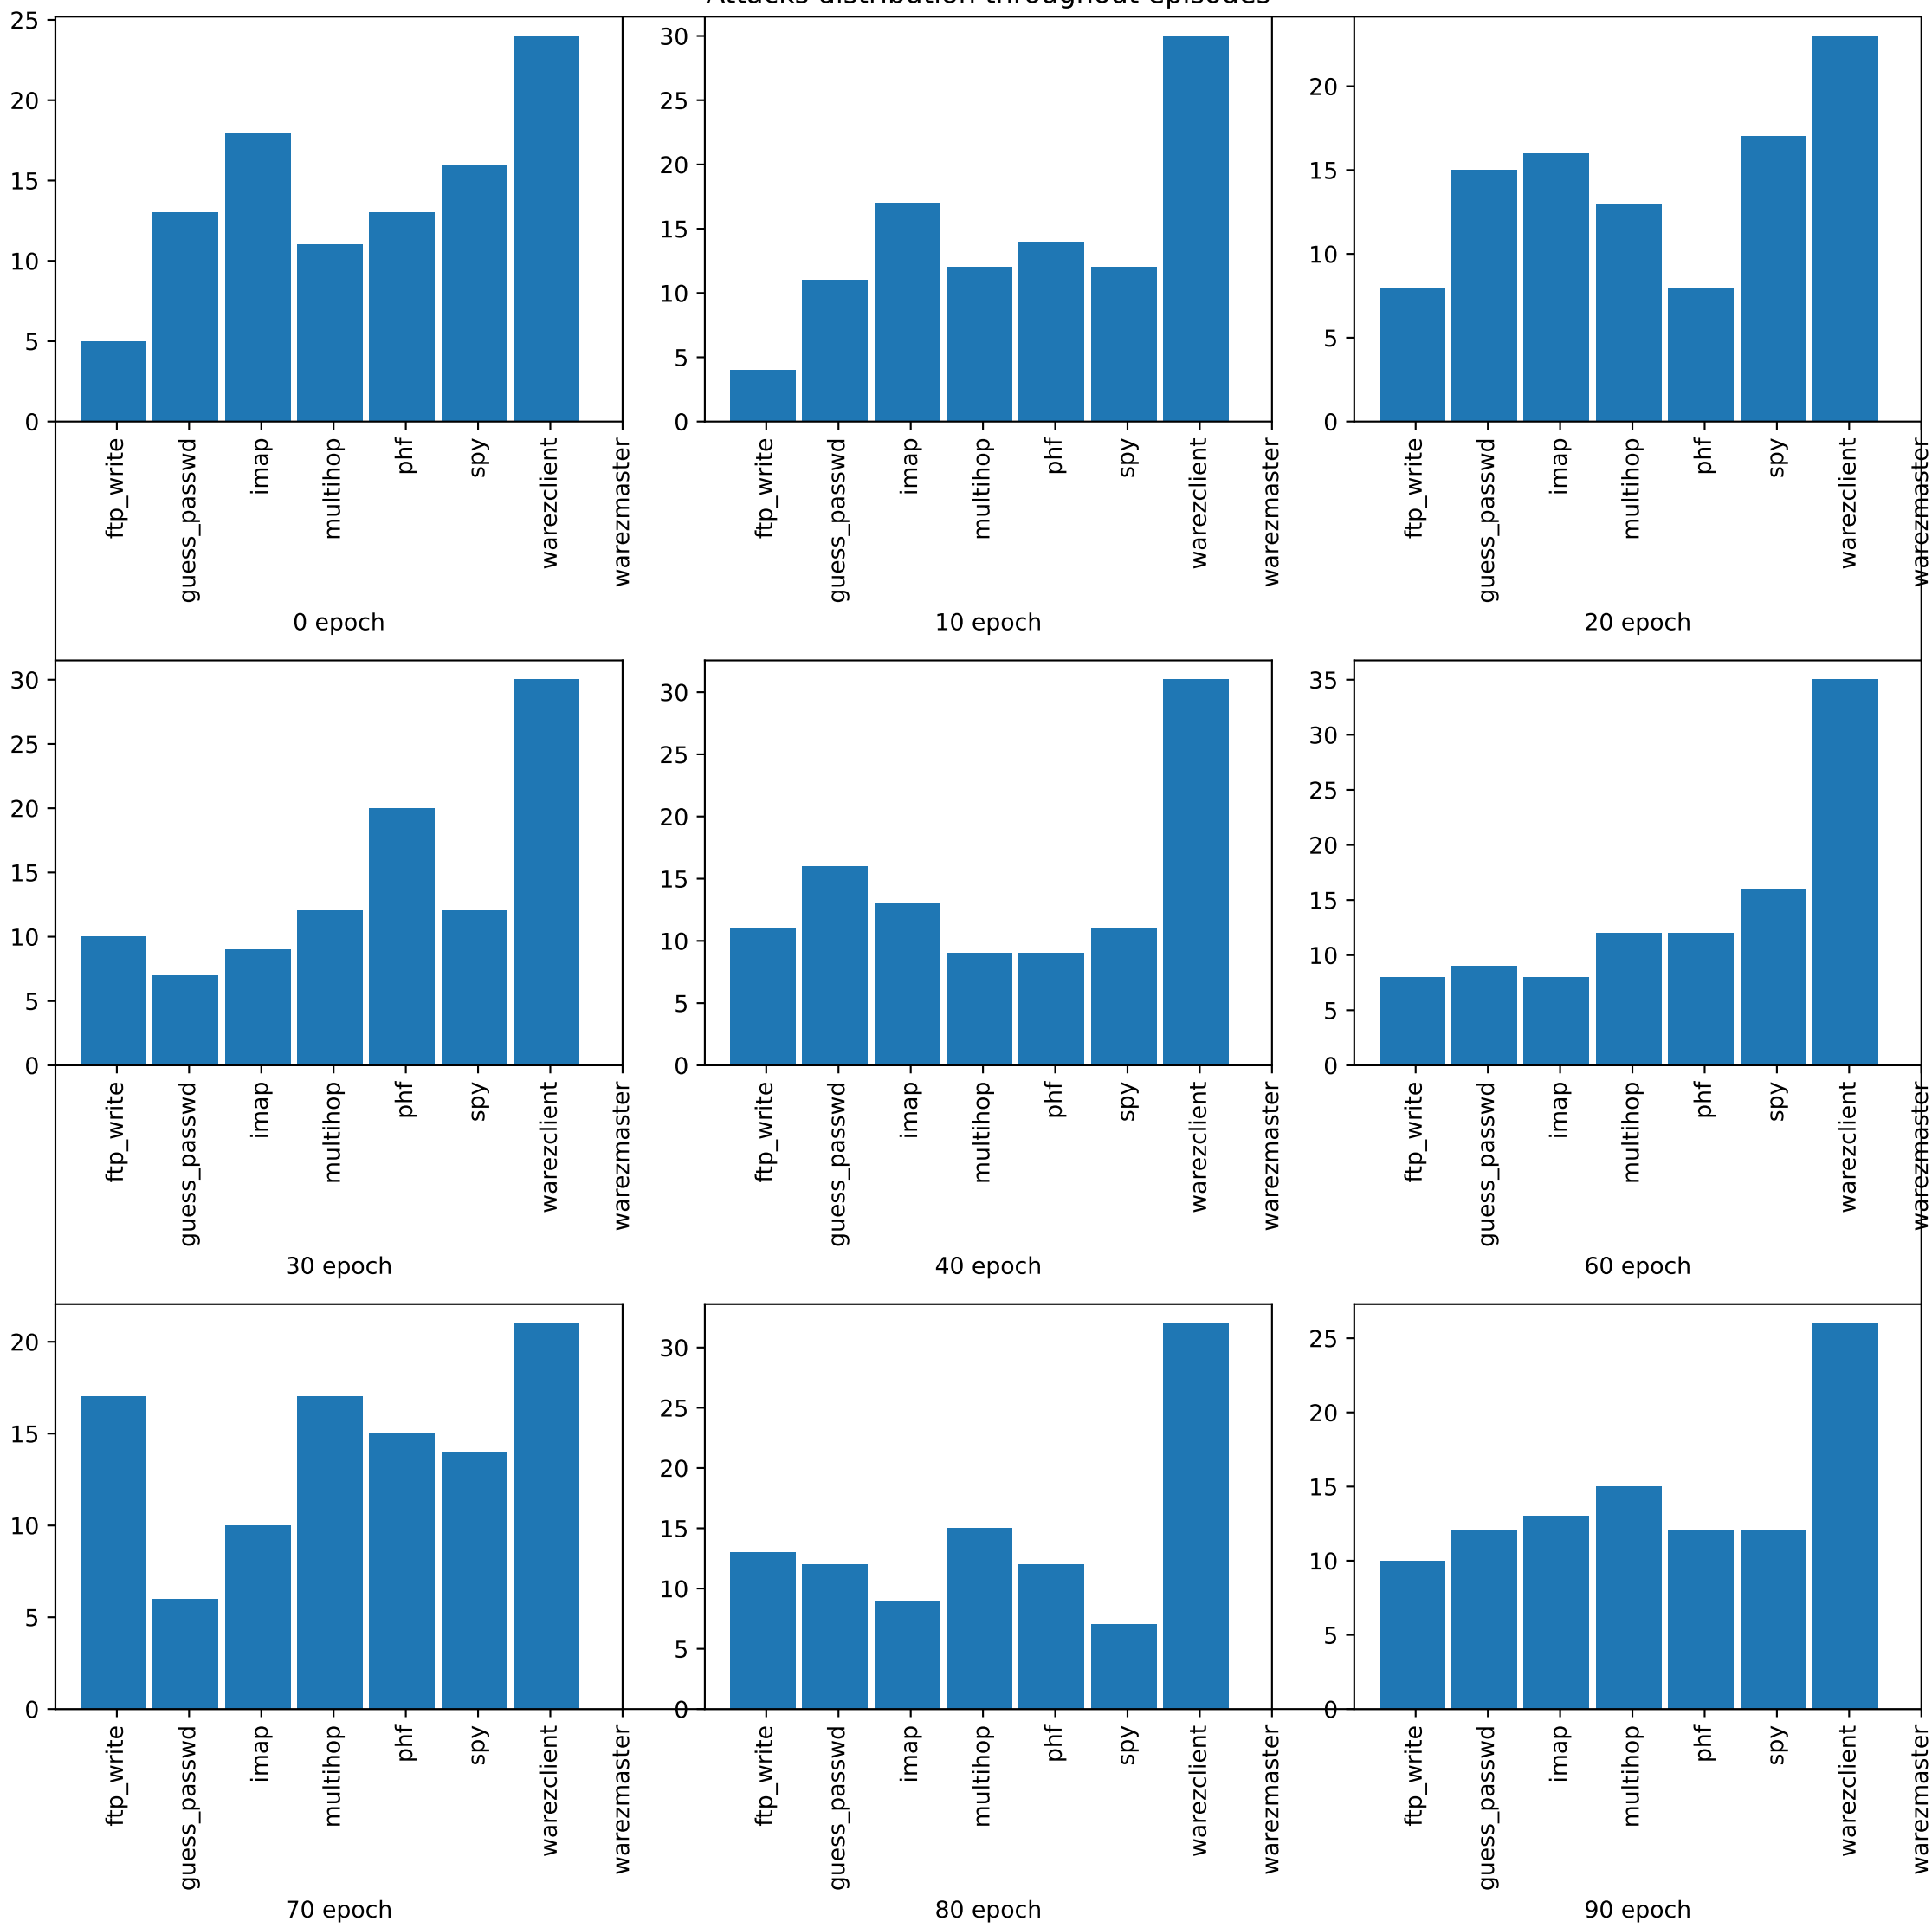 Attacks distribution throughout episodes
25
20
15
10
5
0
ftp_write
guess_passwd
imap
multihop
phf
spy
warezclient
warezmaster
0 epoch
30
25
20
15
10
5
0
ftp_write
guess_passwd
imap
multihop
phf
spy
warezclient
warezmaster
10 epoch
20
15
10
5
0
ftp_write
guess_passwd
imap
multihop
phf
spy
warezclient
warezmaster
20 epoch
30
25
20
15
10
5
0
ftp_write
guess_passwd
imap
multihop
phf
spy
warezclient
warezmaster
30 epoch
30
25
20
15
10
5
0
ftp_write
guess_passwd
imap
multihop
phf
spy
warezclient
warezmaster
40 epoch
35
30
25
20
15
10
5
0
ftp_write
guess_passwd
imap
multihop
phf
spy
warezclient
warezmaster
60 epoch
20
15
10
5
0
ftp_write
guess_passwd
imap
multihop
phf
spy
warezclient
warezmaster
70 epoch
30
25
20
15
10
5
0
ftp_write
guess_passwd
imap
multihop
phf
spy
warezclient
warezmaster
80 epoch
25
20
15
10
5
0
ftp_write
guess_passwd
imap
multihop
phf
spy
warezclient
warezmaster
90 epoch